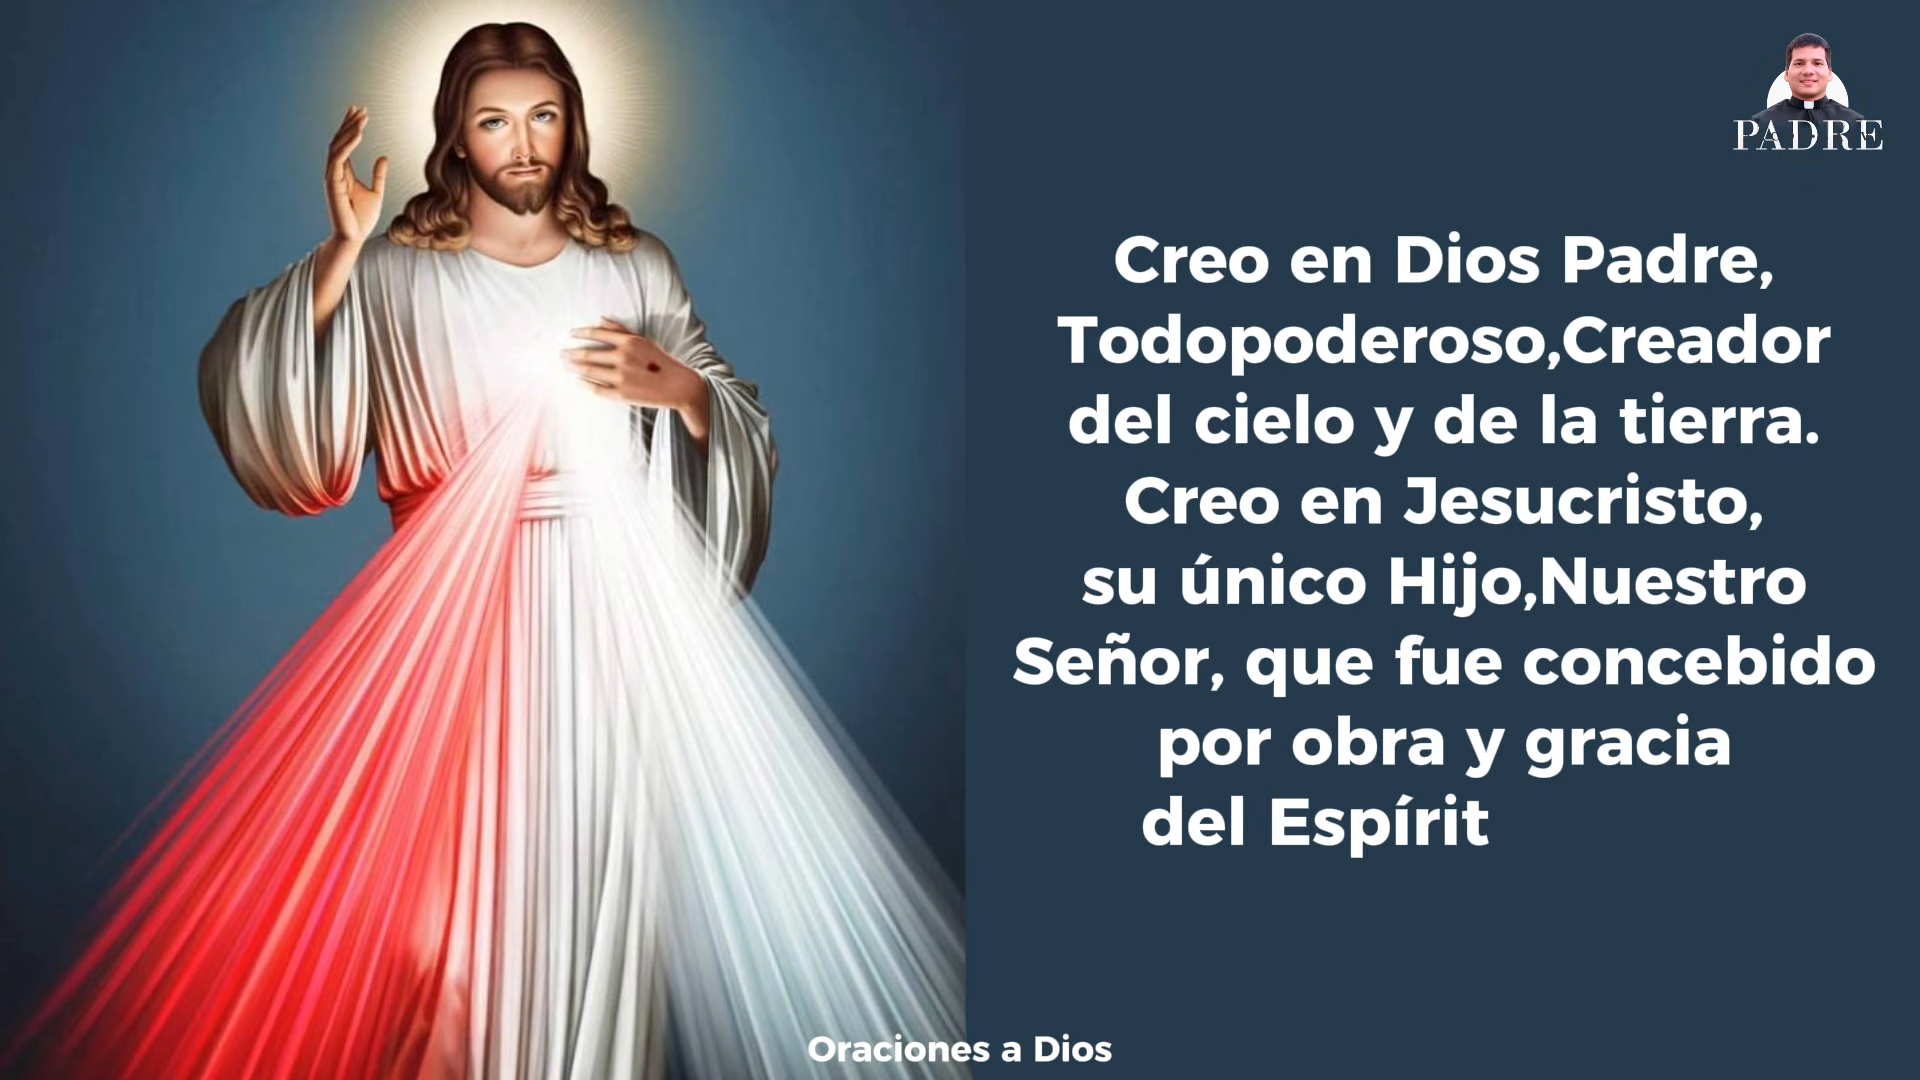 PADRE
Creo en Dios Padre,
Todopoderoso,Creador
del cielo y de la tierra.
Creo en Jesucristo,
su único Hijo,Nuestro
Señor, que fue concebido
por obra y gracia
del Espírit
Oraciones a Dios